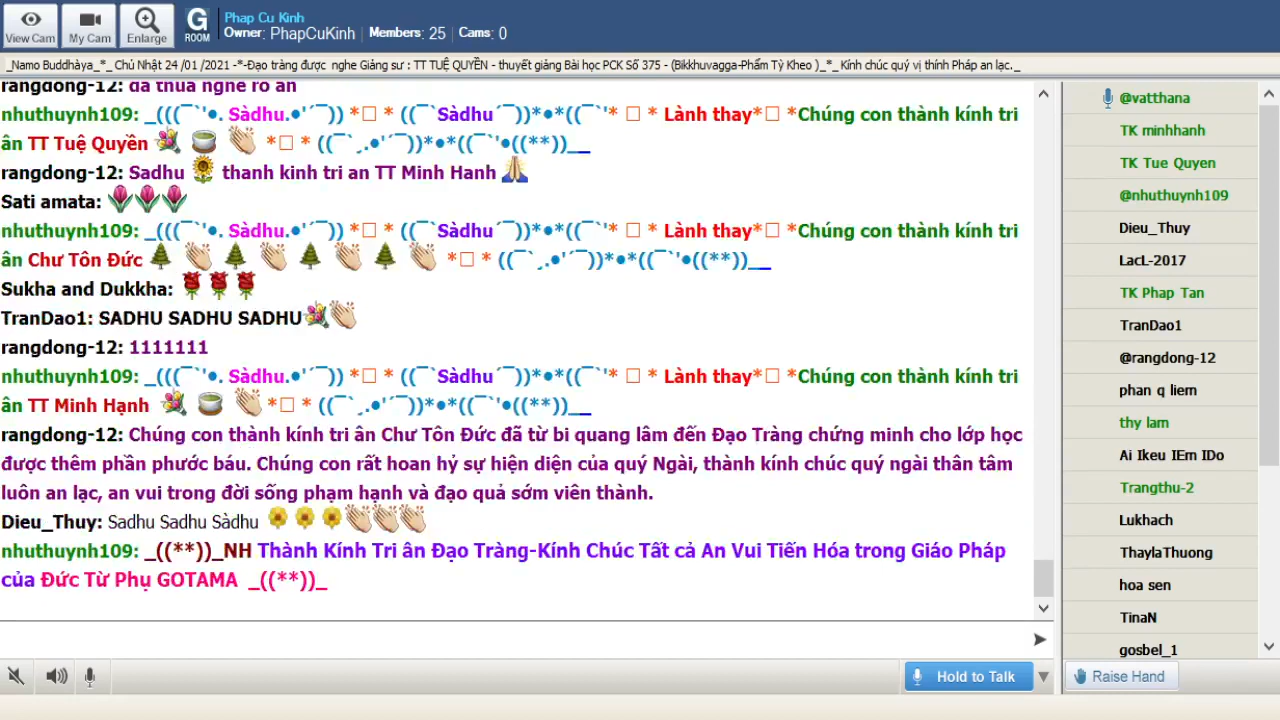 Phap Cu Kinh
View Cam My Cam Enlarge G ROOM Owner: PhapCuKinh Members: 25 Cams: 0
_Namo Buddhàya_*_ Chủ Nhật 24 /01 /2021 -*-Đạo tràng được nghe Giảng sư : TT TUỆ QUYỀN - thuyết giảng Bài học PCK Số 375 - (Bikkhuvagga-Phẩm Tỳ Kheo )_*_ Kính chúc quý vị thính Pháp an lạc._
rangdong-12: da thua nghe ro an
nhuthuynh109: _(((¯`'•. Sàdhu.•'´¯)) *□ * ((¯`Sàdhu´¯))*•*((¯`'* □ * Lành thay*□ *Chúng con thành kính tri
ân TT Tuệ Quyền 💐 🍵 👏 *□ * ((¯´¸.•'´¯))*•*((¯`'•((**))__
rangdong-12: Sadhu 🌻 thanh kinh tri an TT Minh Hanh 🙏
Sati amata: 🌷🌷🌷
nhuthuynh109: _(((¯`'•. Sàdhu.•'´¯)) *□ * ((¯`Sàdhu´¯))*•*((¯`'* □ * Lành thay*□ *Chúng con thành kính tri
ân Chư Tôn Đức 🌲 👏 🌲 👏 🌲 👏 🌲 👏 *□ * ((¯´¸.•'´¯))*•*((¯`'•((**))__
Sukha and Dukkha: 🌹🌹🌹
TranDao1: SADHU SADHU SADHU💐👏
rangdong-12: 1111111
nhuthuynh109: _(((¯`'•. Sàdhu.•'´¯)) *□ * ((¯`Sàdhu´¯))*•*((¯`'* □ * Lành thay*□ *Chúng con thành kính tri
ân TT Minh Hạnh 💐 🍵 👏 *□ * ((¯´¸.•'´¯))*•*((¯`'•((**))__
rangdong-12: Chúng con thành kính tri ân Chư Tôn Đức đã từ bi quang lâm đến Đạo Tràng chứng minh cho lớp học
được thêm phần phước báu. Chúng con rất hoan hỷ sự hiện diện của quý Ngài, thành kính chúc quý ngài thân tâm
luôn an lạc, an vui trong đời sống phạm hạnh và đạo quả sớm viên thành.
Dieu_Thuy: Sadhu Sadhu Sàdhu 🌼🌼🌼👏👏👏
nhuthuynh109: _((**))_NH Thành Kính Tri ân Đạo Tràng-Kính Chúc Tất cả An Vui Tiến Hóa trong Giáo Pháp
của Đức Từ Phụ GOTAMA _((**))_
@vatthana
TK minhhanh
TK Tue Quyen
@nhuthuynh109
Dieu_Thuy
LacL-2017
TK Phap Tan
TranDao1
@rangdong-12
phan q liem
thy lam
Ai Ikeu IEm IDo
Trangthu-2
Lukhach
ThaylaThuong
hoa sen
TinaN
gosbel_1
Hold to Talk
Raise Hand